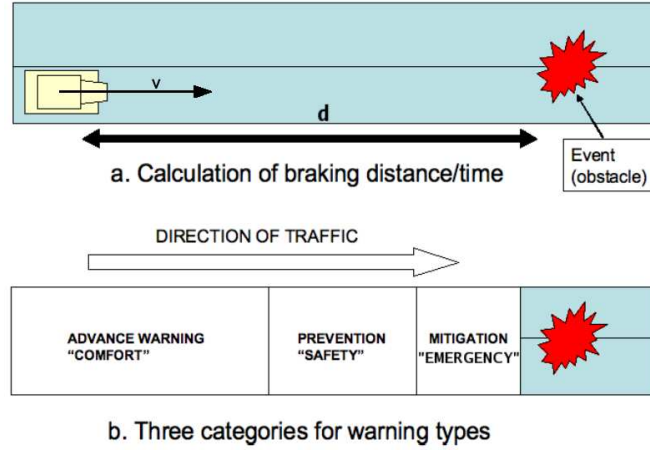 v
d
Event
(obstacle)
a. Calculation of braking distance/time
DIRECTION OF TRAFFIC
ADVANCE WARNING
“COMFORT”
PREVENTION
“SAFETY”
MITIGATION
"EMERGENCY"
b. Three categories for warning types